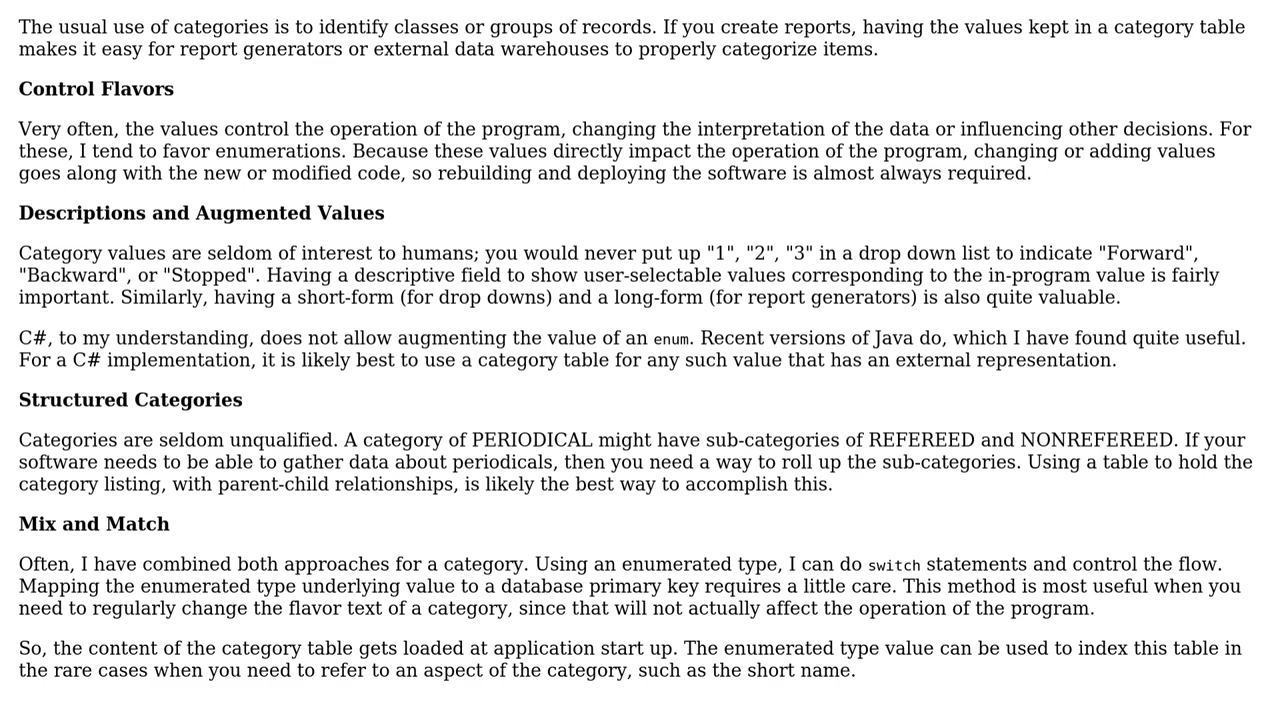 The usual use of categories is to identify classes or groups of records. If you create reports, having the values kept in a category table
makes it easy for report generators or external data warehouses to properly categorize items.
Control Flavors
Very often, the values control the operation of the program, changing the interpretation of the data or influencing other decisions. For
these, I tend to favor enumerations. Because these values directly impact the operation of the program, changing or adding values
goes along with the new or modified code, so rebuilding and deploying the software is almost always required.
Descriptions and Augmented Values
Category values are seldom of interest to humans; you would never put up "1", "2", "3" in a drop down list to indicate "Forward",
"Backward", or "Stopped". Having a descriptive field to show user-selectable values corresponding to the in-program value is fairly
important. Similarly, having a short-form (for drop downs) and a long-form (for report generators) is also quite valuable.
C#, to my understanding, does not allow augmenting the value of an enum. Recent versions of Java do, which I have found quite useful.
For a C# implementation, it is likely best to use a category table for any such value that has an external representation.
Structured Categories
Categories are seldom unqualified. A category of PERIODICAL might have sub-categories of REFEREED and NONREFEREED. If your
software needs to be able to gather data about periodicals, then you need a way to roll up the sub-categories. Using a table to hold the
category listing, with parent-child relationships, is likely the best way to accomplish this.
Mix and Match
Often, I have combined both approaches for a category. Using an enumerated type, I can do switch statements and control the flow.
Mapping the enumerated type underlying value to a database primary key requires a little care. This method is most useful when you
need to regularly change the flavor text of a category, since that will not actually affect the operation of the program.
So, the content of the category table gets loaded at application start up. The enumerated type value can be used to index this table in
the rare cases when you need to refer to an aspect of the category, such as the short name.